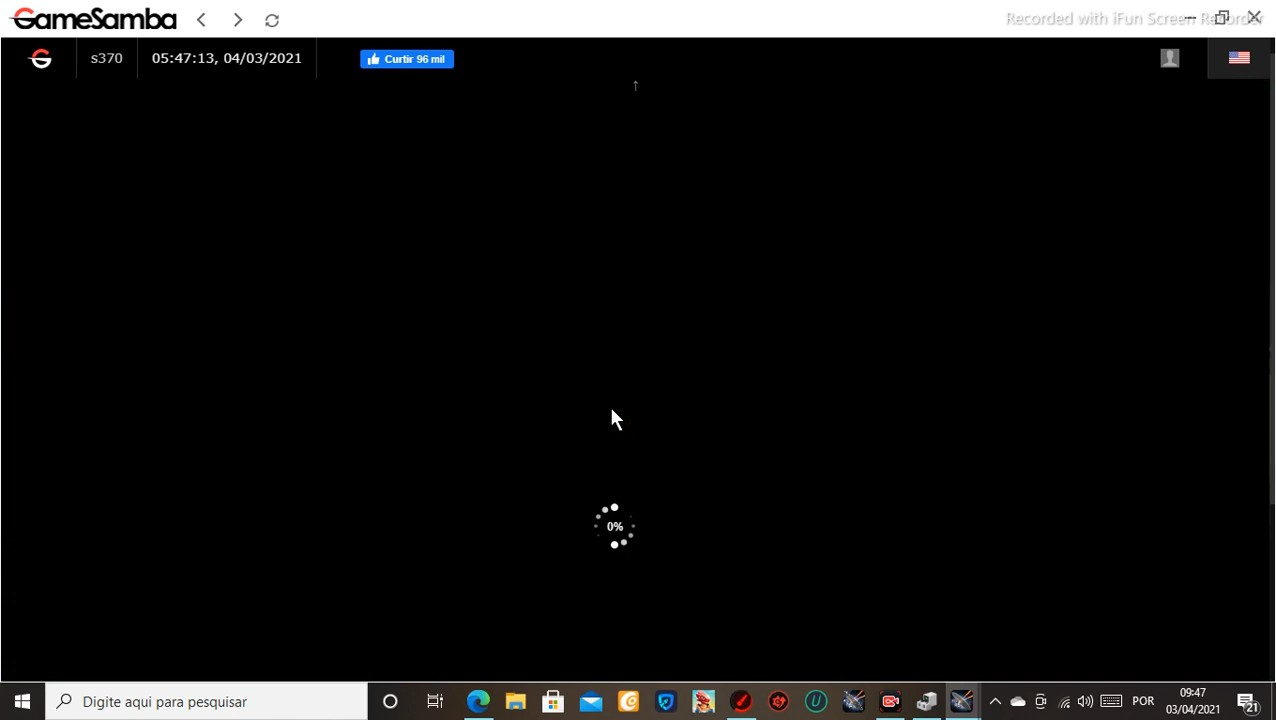 GameSamba
Recorded with iFun Screen Recorder
s370
05:47:13, 04/03/2021
Curtir 96 mil
↑
0%
Digite aqui para pesquisar
POR
09:47
03/04/2021
21